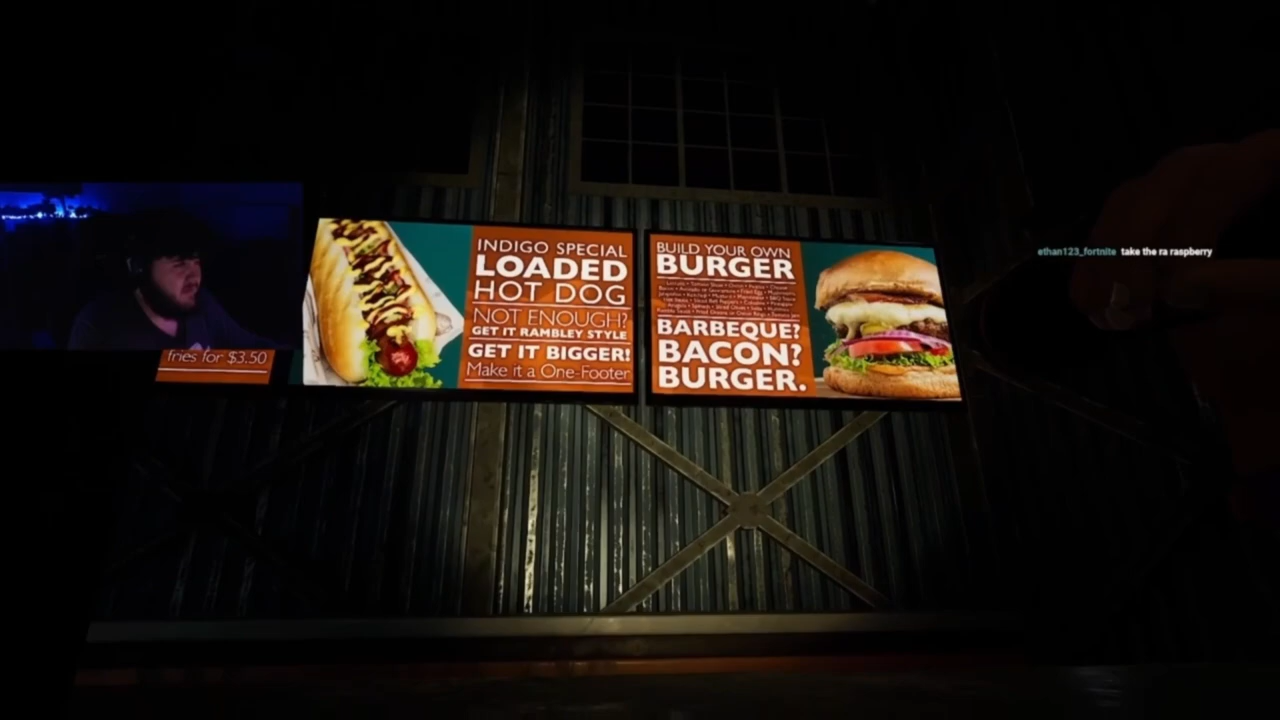 fries for $3.50
INDIGO SPECIAL
LOADED
HOT DOG
NOT ENOUGH?
GET IT RAMBLEY STYLE
GET IT BIGGER!
Make it a One-Footer
BUILD YOUR OWN
BURGER
BARBEQUE?
BACON?
BURGER.
ethan123_fortnite take the ra raspberry